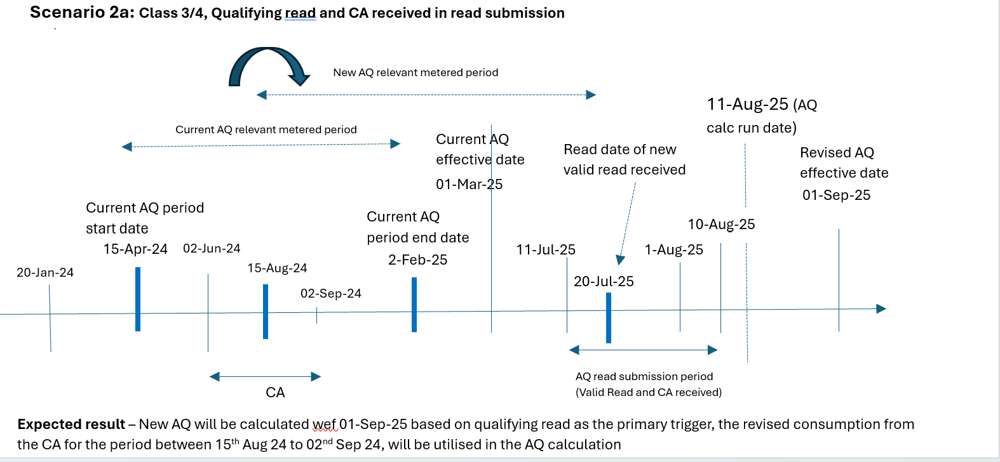 Scenario 2a: Class 3/4, Qualifying read and CA received in read submission
New AQ relevant metered period
11-Aug-25 (AQ
calc run date)
Current AQ relevant metered period
Current AQ
effective date
01-Mar-25
Read date of new
valid read received
Revised AQ
effective date
01-Sep-25
Current AQ period
start date
15-Apr-24
02-Jun-24
Current AQ
period end date
2-Feb-25
10-Aug-25
11-Jul-25
1-Aug-25
20-Jan-24
15-Aug-24
20-Jul-25
02-Sep-24
CA
AQ read submission period
(Valid Read and CA received)
Expected result – New AQ will be calculated wef 01-Sep-25 based on qualifying read as the primary trigger, the revised consumption from
the CA for the period between 15th Aug 24 to 02nd Sep 24, will be utilised in the AQ calculation